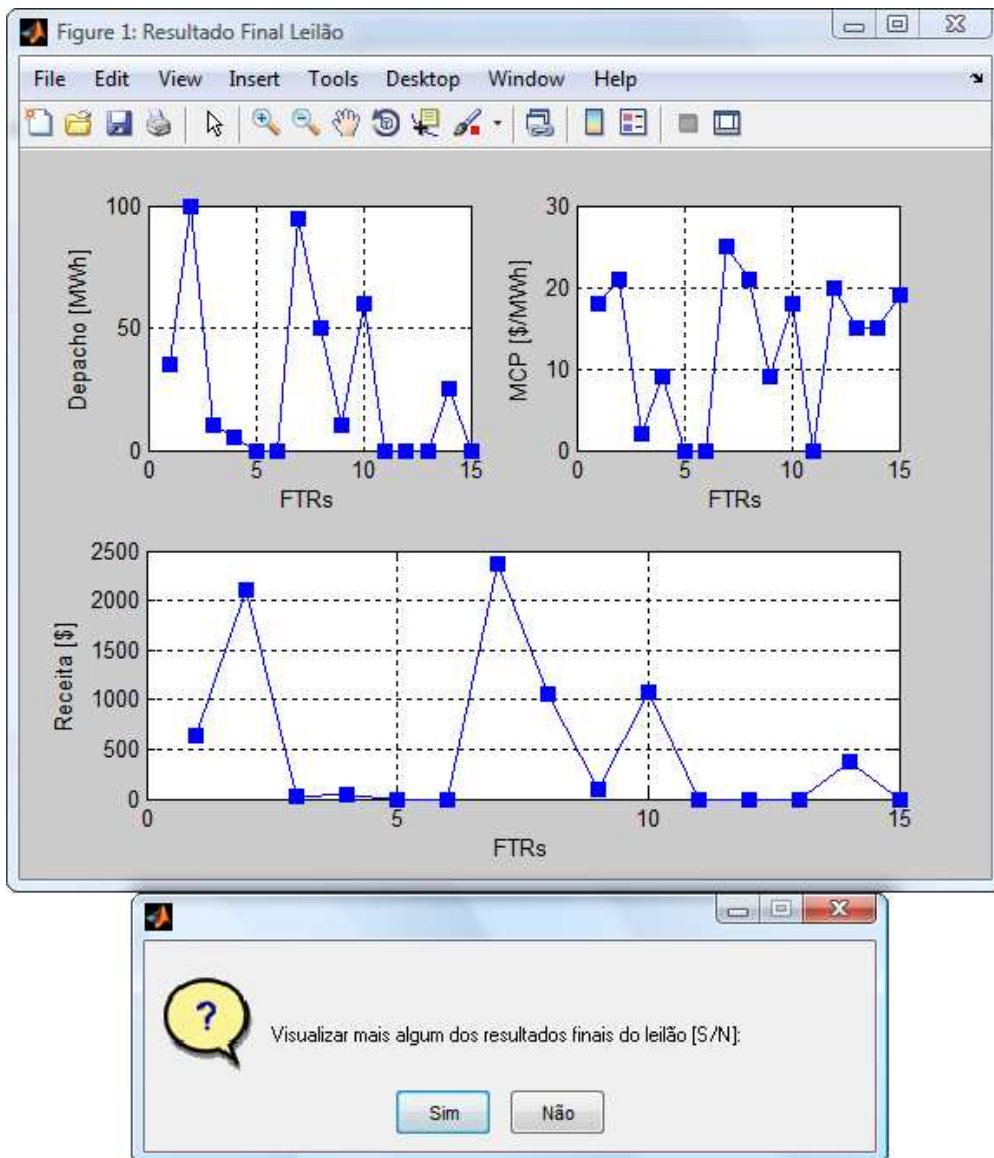 Figure 1: Resultado Final Leilão
File Edit View Insert Tools Desktop Window Help
100
50
0
0 5 10 15
Depacho [MWh]
FTRs
30
20
10
0
0 5 10 15
MCP [$/MWh]
FTRs
2500
2000
1500
1000
500
0
0 5 10 15
Receita [$]
FTRs
?
Visualizar mais algum dos resultados finais do leilão [S/N]:
Sim Não